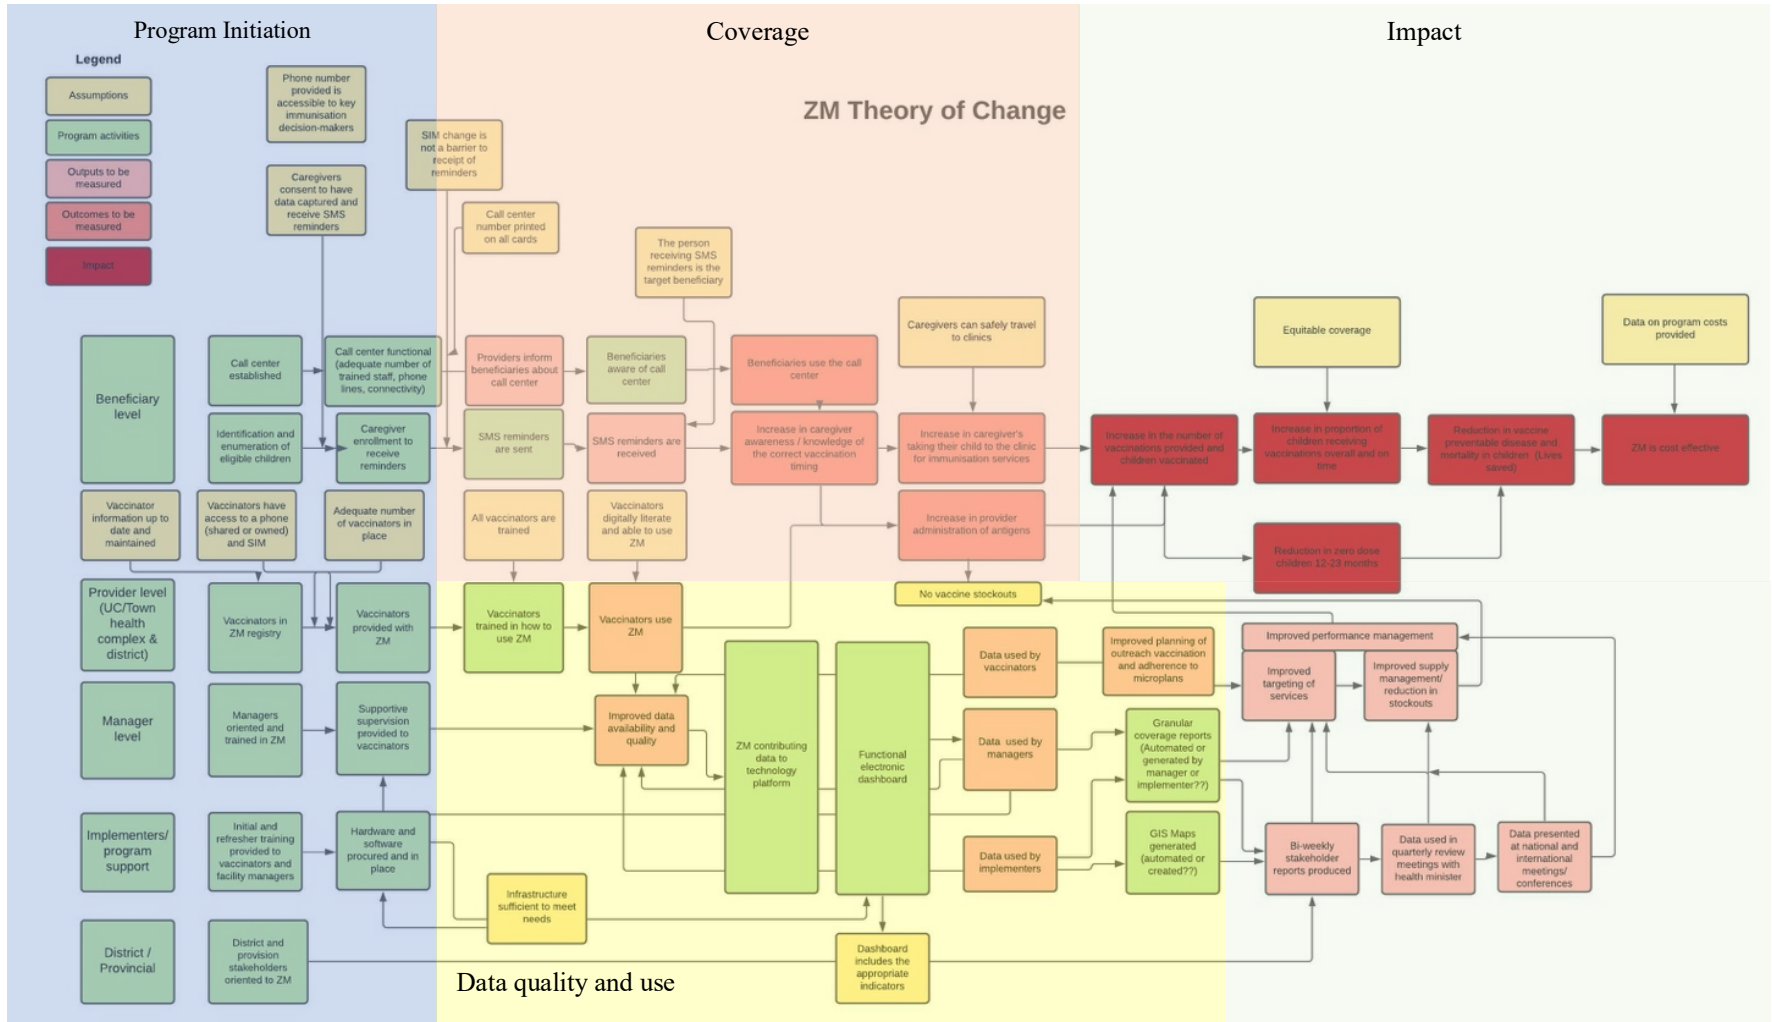 Program Initiation
Coverage
Impact
Legend
Assumptions
Program activities
Outputs to be
measured
Outcomes to be
measured
Impact
ZM Theory of Change
Phone number
provided is
accessible to key
immunisation
decision-makers
SIM change is
not a barrier to
receipt of
reminders
Caregivers
consent to have
data captured and
receive SMS
reminders
Call center
number printed
on all cards
The person
receiving SMS
reminders is the
target beneficiary
Caregivers can safely travel
to clinics
Equitable coverage
Data on program costs
provided
Beneficiary
level
Call center
established
Call center functional
(adequate number of
trained staff, phone
lines, connectivity)
Providers inform
beneficiaries about
call center
Beneficiaries
aware of call
center
Beneficiaries use the call
center
Identification and
enumeration of
eligible children
Caregiver
enrollment to
receive
reminders
SMS reminders
are sent
SMS reminders are
received
Increase in caregiver
awareness / knowledge of
the correct vaccination
timing
Increase in caregiver's
taking their child to the clinic
for immunisation services
Increase in the number of
vaccinations provided and
children vaccinated
Increase in proportion of
children receiving
vaccinations overall and on
time
Reduction in vaccine
preventable disease and
mortality in children (Lives
saved)
ZM is cost effective
Vaccinator
information up to
date and
maintained
Vaccinators have
access to a phone
(shared or owned)
and SIM
Adequate number
of vaccinators in
place
All vaccinators are
trained
Vaccinators
digitally literate
and able to use
ZM
Increase in provider
administration of antigens
Reduction in zero dose
children 12-23 months
No vaccine stockouts
Provider level
(UC/Town
health
complex &
district)
Vaccinators in
ZM registry
Vaccinators
provided with
ZM
Vaccinators
trained in how to
use ZM
Vaccinators use
ZM
Data used by
vaccinators
Improved planning of
outreach vaccination
and adherence to
microplans
Improved performance management
Improved
targeting of
services
Improved supply
management/
reduction in
stockouts
Manager
level
Managers
oriented and
trained in ZM
Supportive
supervision
provided to
vaccinators
Improved data
availability and
quality
ZM contributing
data to
technology
platform
Functional
electronic
dashboard
Data used by
managers
Granular
coverage reports
(Automated or
generated by
manager or
implementer??)
Implementers/
program
support
Initial and
refresher training
provided to
vaccinators and
facility managers
Hardware and
software
procured and in
place
Data used by
implementers
GIS Maps
generated
(automated or
created??)
Bi-weekly
stakeholder
reports produced
Data used in
quarterly review
meetings with
health minister
Data presented
at national and
international
meetings/
conferences
Infrastructure
sufficient to meet
needs
District /
Provincial
District and
provision
stakeholders
oriented to ZM
Dashboard
includes the
appropriate
indicators
Data quality and use